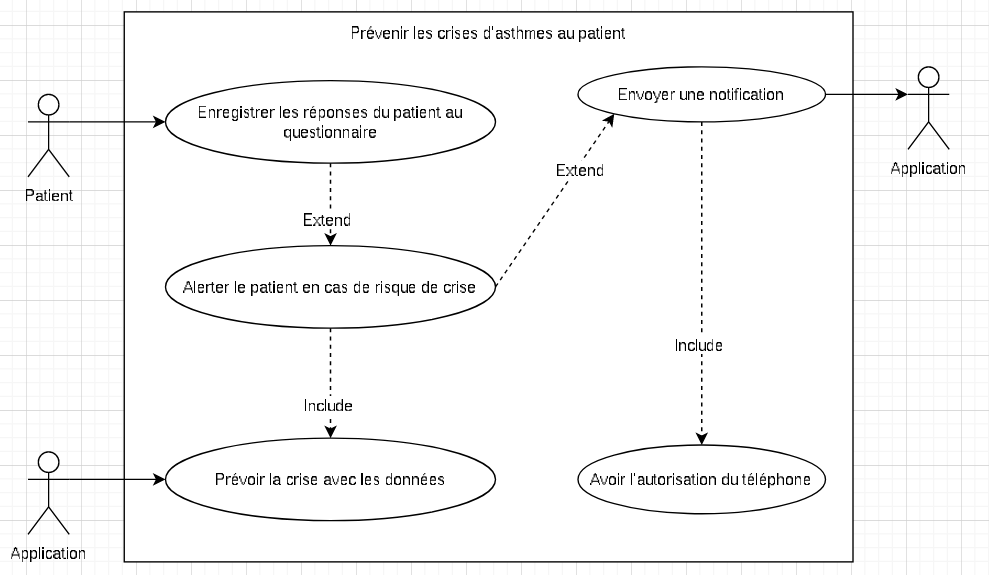 Prévenir les crises d'asthmes au patient
Enregistrer les réponses du patient au
questionnaire
Envoyer une notification
Patient
Application
Extend
Extend
Alerter le patient en cas de risque de crise
Include
Include
Prévoir la crise avec les données
Avoir l'autorisation du téléphone
Application